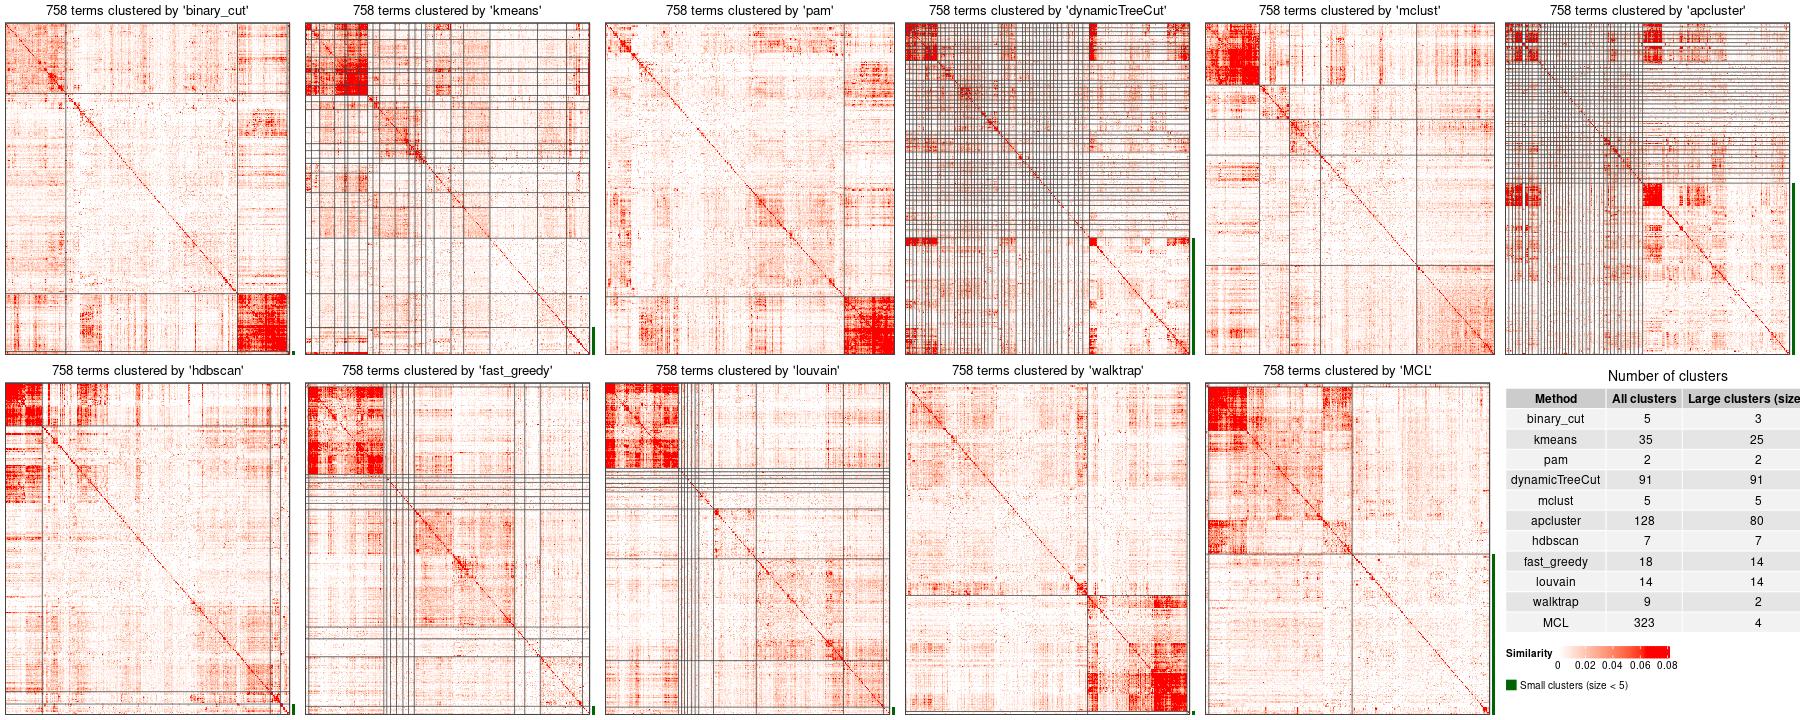 758 terms clustered by 'binary_cut'
758 terms clustered by 'kmeans'
758 terms clustered by 'pam'
758 terms clustered by 'dynamicTreeCut'
758 terms clustered by 'mclust'
758 terms clustered by 'apcluster'
758 terms clustered by 'hdbscan'
758 terms clustered by 'fast_greedy'
758 terms clustered by 'louvain'
758 terms clustered by 'walktrap'
758 terms clustered by 'MCL'
Number of clusters
Method All clusters Large clusters (size
binary_cut 5 3
kmeans 35 25
pam 2 2
dynamicTreeCut 91 91
mclust 5 5
apcluster 128 80
hdbscan 7 7
fast_greedy 18 14
louvain 14 14
walktrap 9 2
MCL 323 4
Similarity
0 0.02 0.04 0.06 0.08
Small clusters (size < 5)